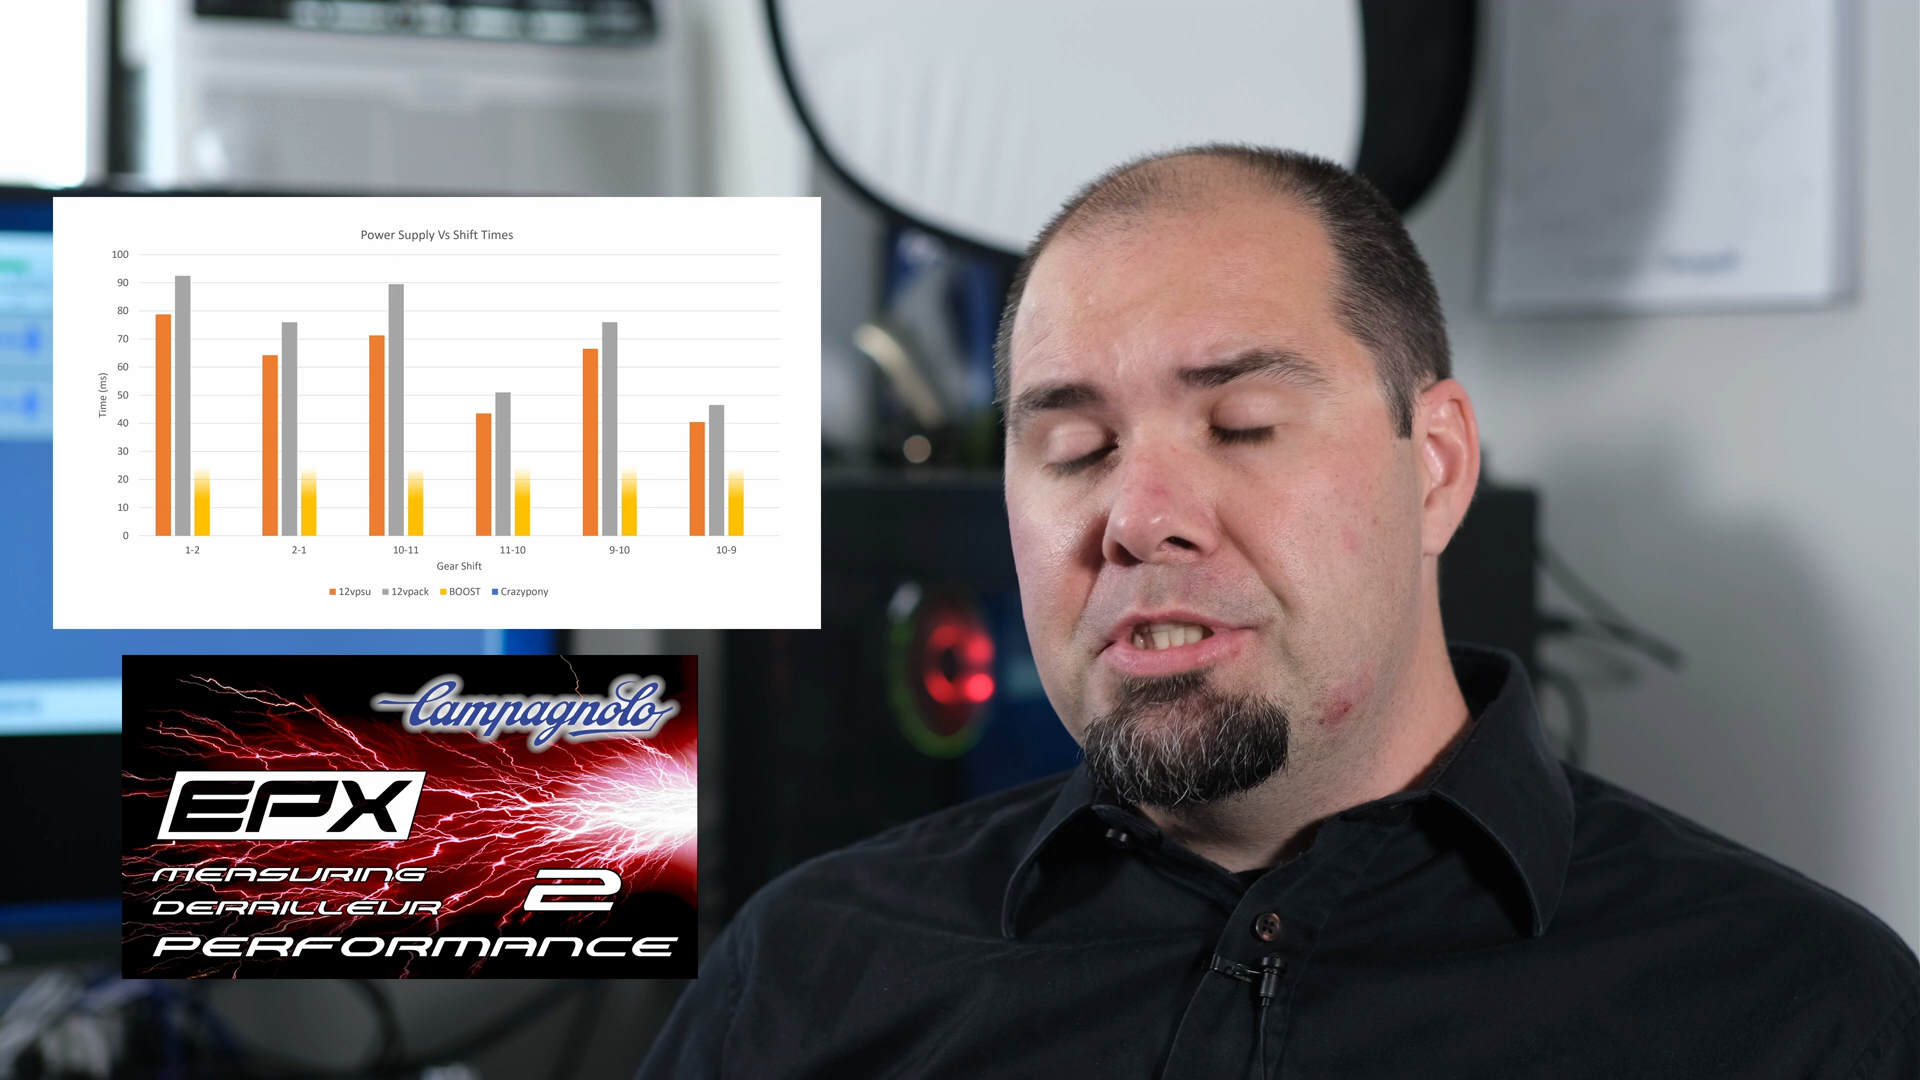 Power Supply Vs Shift Times
100
90
80
70
60
50
40
30
20
10
0
Time (ms)
1-2
2-1
10-11
11-10
9-10
10-9
Gear Shift
12vpsu 12vpack BOOST Crazypony
Campagnolo
EPX
MEASURING
DERAILLEUR 2
PERFORMANCE